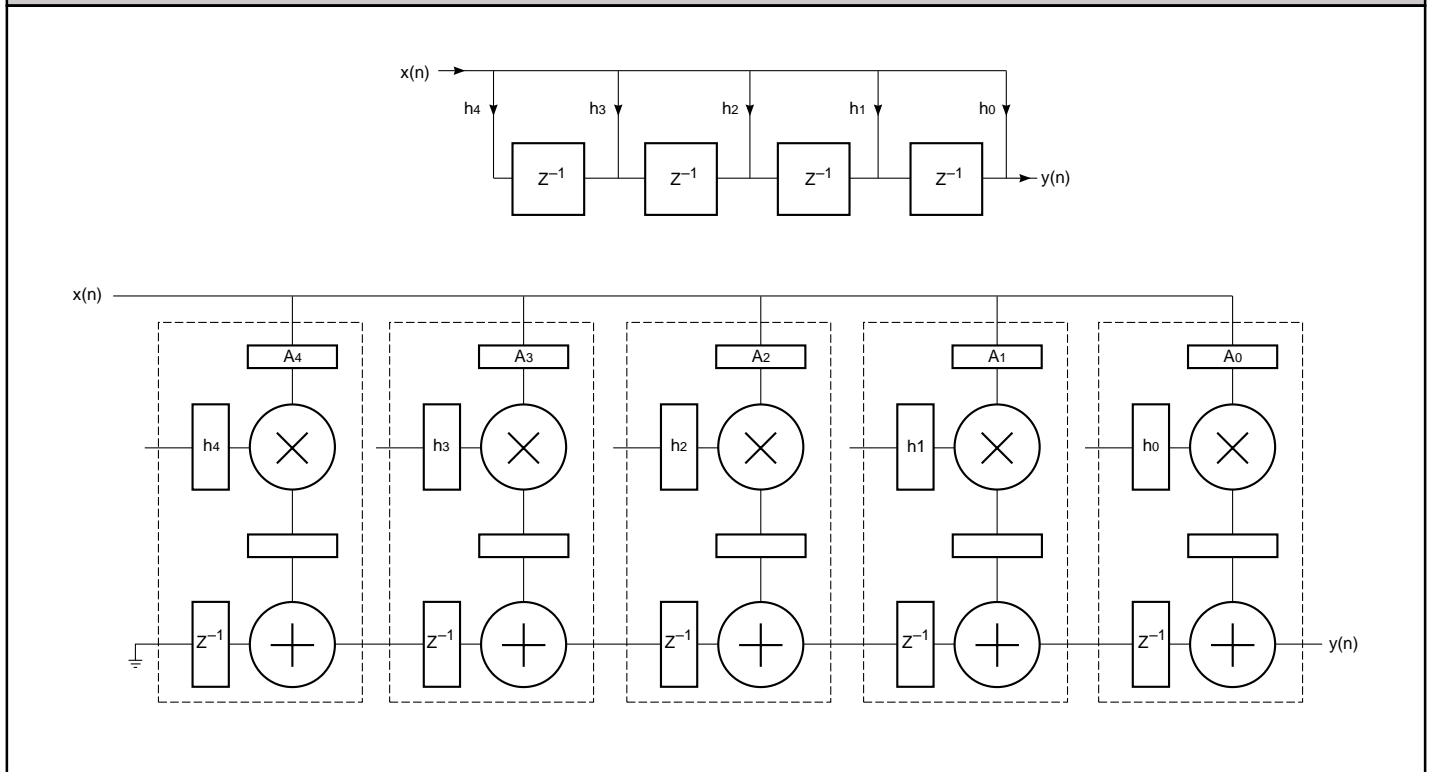 x(n)
h4 h3 h2 h1 h0
Z–1 Z–1 Z–1 Z–1 y(n)
x(n)
A4 A3 A2 A1 A0
h4 h3 h2 h1 h0
Z–1 Z–1 Z–1 Z–1 Z–1 y(n)